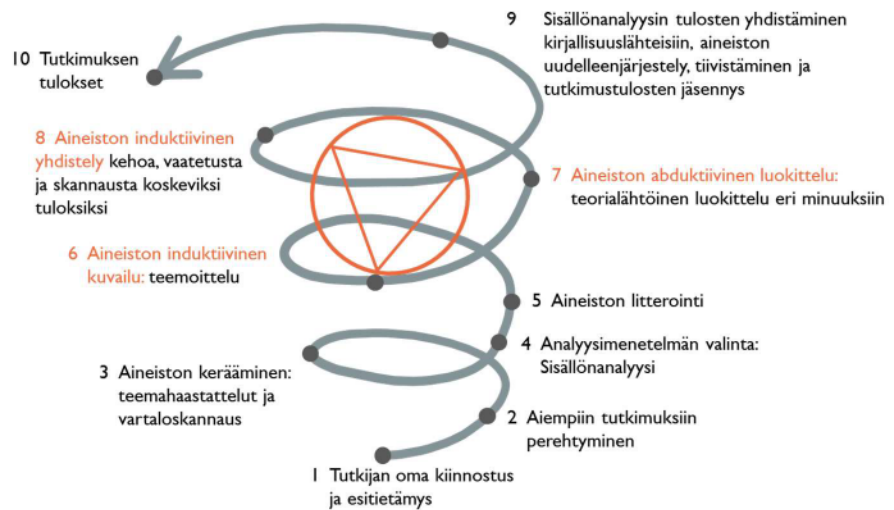 9 Sisällönanalyysin tulosten yhdistäminen
kirjallisuuslähteisiin, aineiston
uudelleenjärjestely, tiivistäminen ja
tutkimustulosten jäsennys
10 Tutkimuksen
tulokset
8 Aineiston induktiivinen
yhdistely kehoa, vaatetusta
ja skannausta koskeviksi
tuloksiksi
7 Aineiston abduktiivinen luokittelu:
teorialähtöinen luokittelu eri minuuksiin
6 Aineiston induktiivinen
kuvailu: teemoittelu
5 Aineiston litterointi
4 Analyysimenetelmän valinta:
Sisällönanalyysi
3 Aineiston kerääminen:
teemahaastattelut ja
vartaloskannaus
2 Aiempiin tutkimuksiin
perehtyminen
1 Tutkijan oma kiinnostus
ja esitietämys